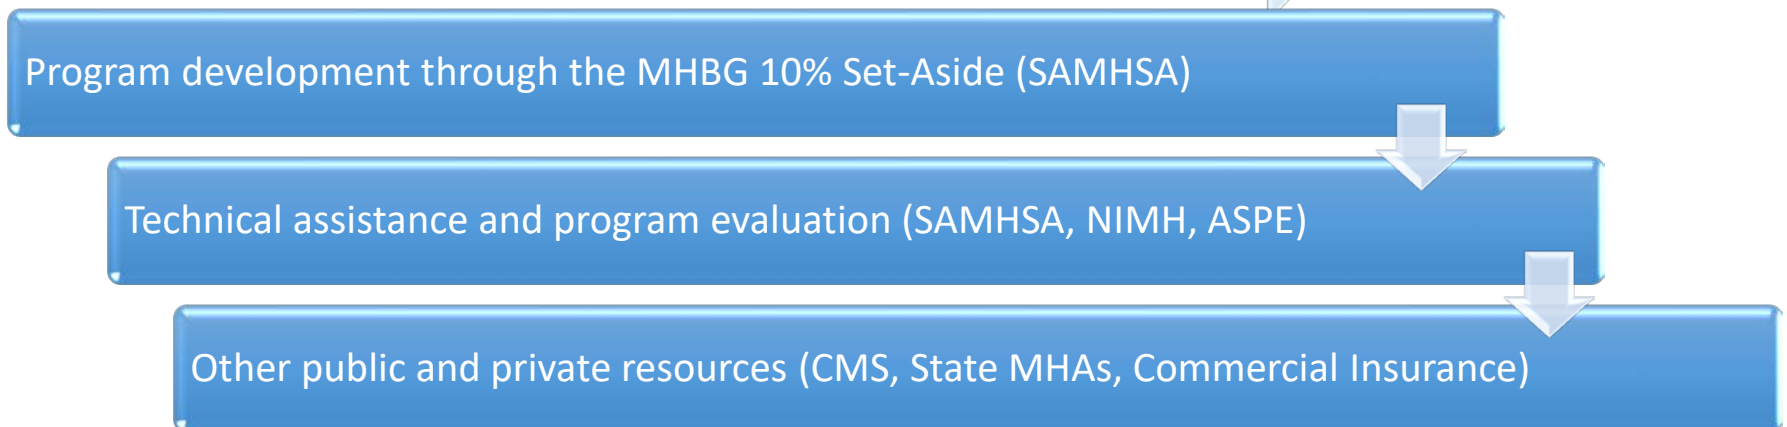 Program development through the MHBG 10% Set-Aside (SAMHSA)
Technical assistance and program evaluation (SAMHSA, NIMH, ASPE)
Other public and private resources (CMS, State MHAs, Commercial Insurance)